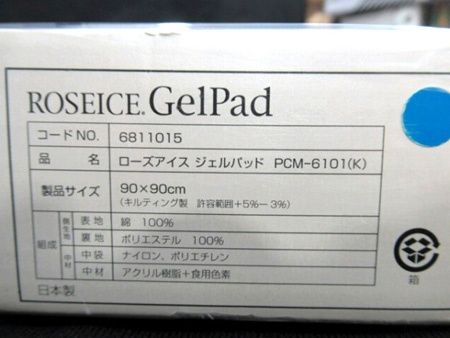 ROSEICE. GelPad
コードNO. 6811015
品 名 ローズアイス ジェルパッド PCM-6101(K)
製品サイズ 90×90cm
(キルティング製 許容範囲+5%－3%)
組成 側生地 表地 綿 100%
裏地 ポリエステル 100%
中材 中袋 ナイロン、ポリエチレン
中材 アクリル樹脂+食用色素
日本製
箱